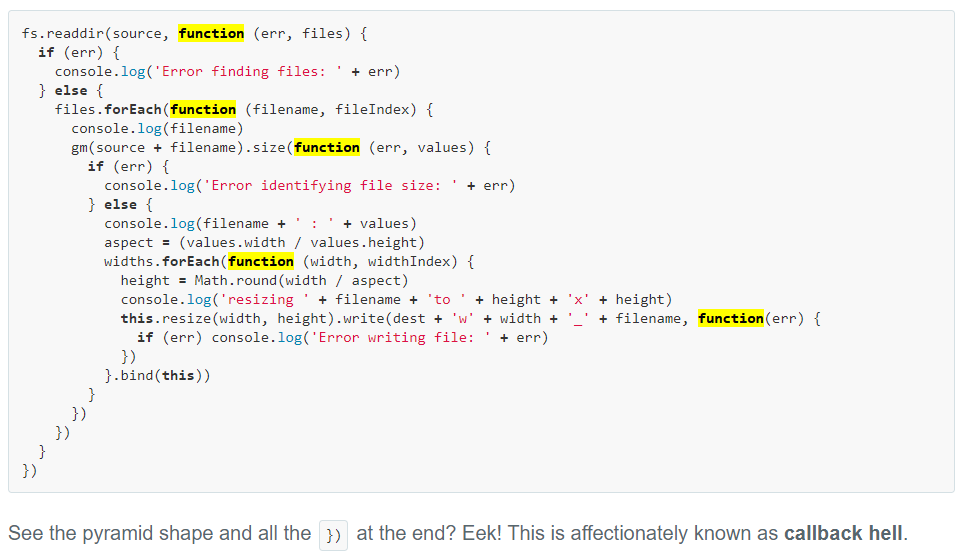 fs.readdir(source, function (err, files) {
  if (err) {
    console.log('Error finding files: ' + err)
  } else {
    files.forEach(function (filename, fileIndex) {
      console.log(filename)
      gm(source + filename).size(function (err, values) {
        if (err) {
          console.log('Error identifying file size: ' + err)
        } else {
          console.log(filename + ' : ' + values)
          aspect = (values.width / values.height)
          widths.forEach(function (width, widthIndex) {
            height = Math.round(width / aspect)
            console.log('resizing ' + filename + 'to ' + height + 'x' + height)
            this.resize(width, height).write(dest + 'w' + width + '_' + filename, function(err) {
              if (err) console.log('Error writing file: ' + err)
            })
          }.bind(this))
        }
      })
    })
  }
})
See the pyramid shape and all the }) at the end? Eek! This is affectionately known as callback hell.